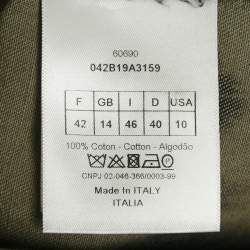 60690
042B19A3159
F GB I D USA
42 14 46 40 10
100% Coton - Cotton - Algodão
CNPJ 02-046-366/0003-99
Made In ITALY
ITALIA